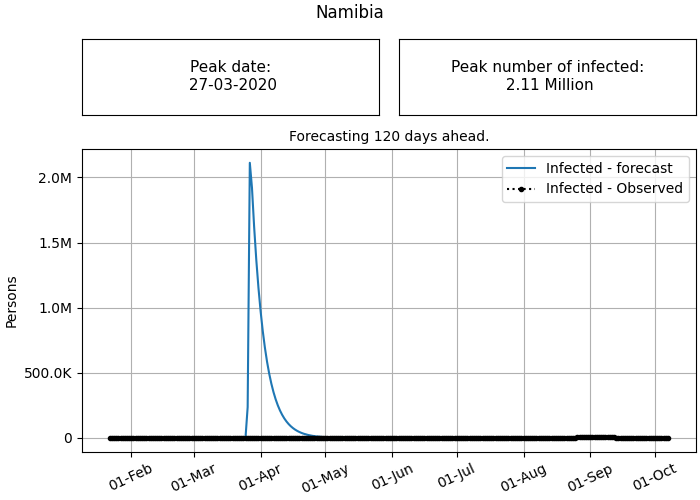 Namibia
Peak date:
27-03-2020
Peak number of infected:
2.11 Million
Forecasting 120 days ahead.
Infected - forecast
Infected - Observed
2.0M
1.5M
1.0M
500.0K
0
Persons
01-Feb
01-Mar
01-Apr
01-May
01-Jun
01-Jul
01-Aug
01-Sep
01-Oct